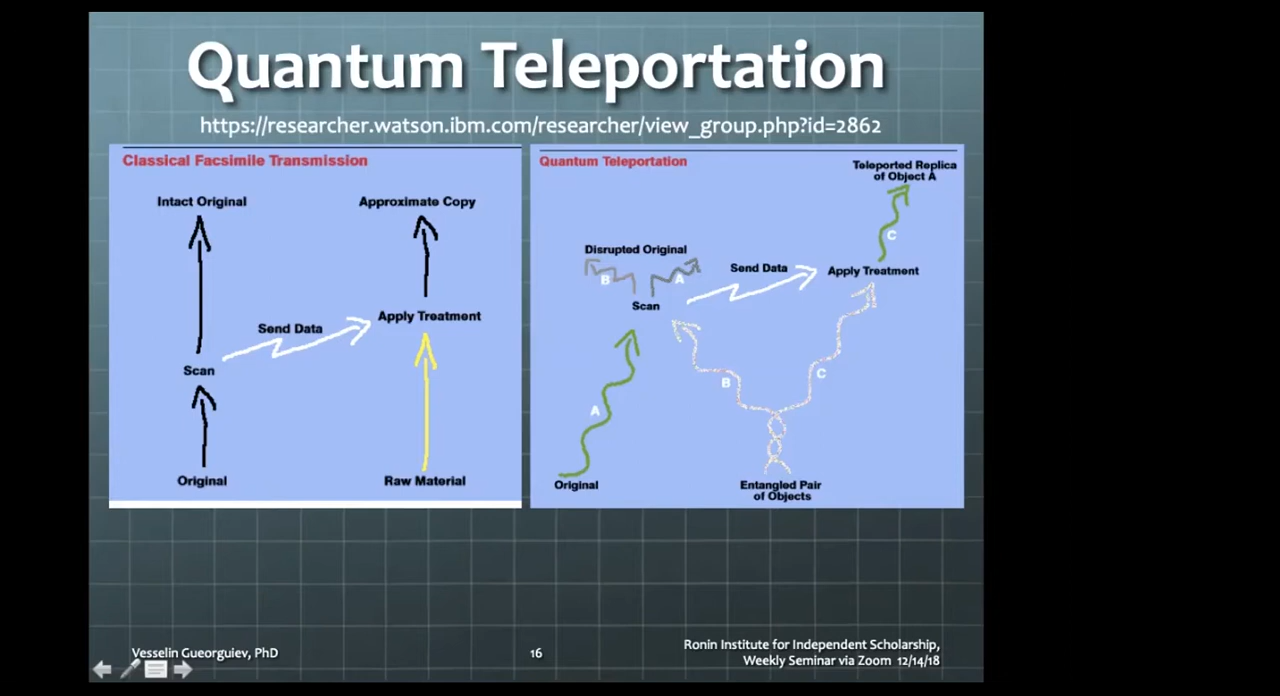 Quantum Teleportation
https://researcher.watson.ibm.com/researcher/view_group.php?id=2862
Classical Facsimile Transmission
Intact Original
Approximate Copy
Send Data
Apply Treatment
Scan
Original
Raw Material
Quantum Teleportation
Teleported Replica
of Object A
C
Disrupted Original
B
A
Send Data
Apply Treatment
Scan
B
C
A
Original
Entangled Pair
of Objects
Vesselin Gueorguiev, PhD
16
Ronin Institute for Independent Scholarship,
Weekly Seminar via Zoom 12/14/18